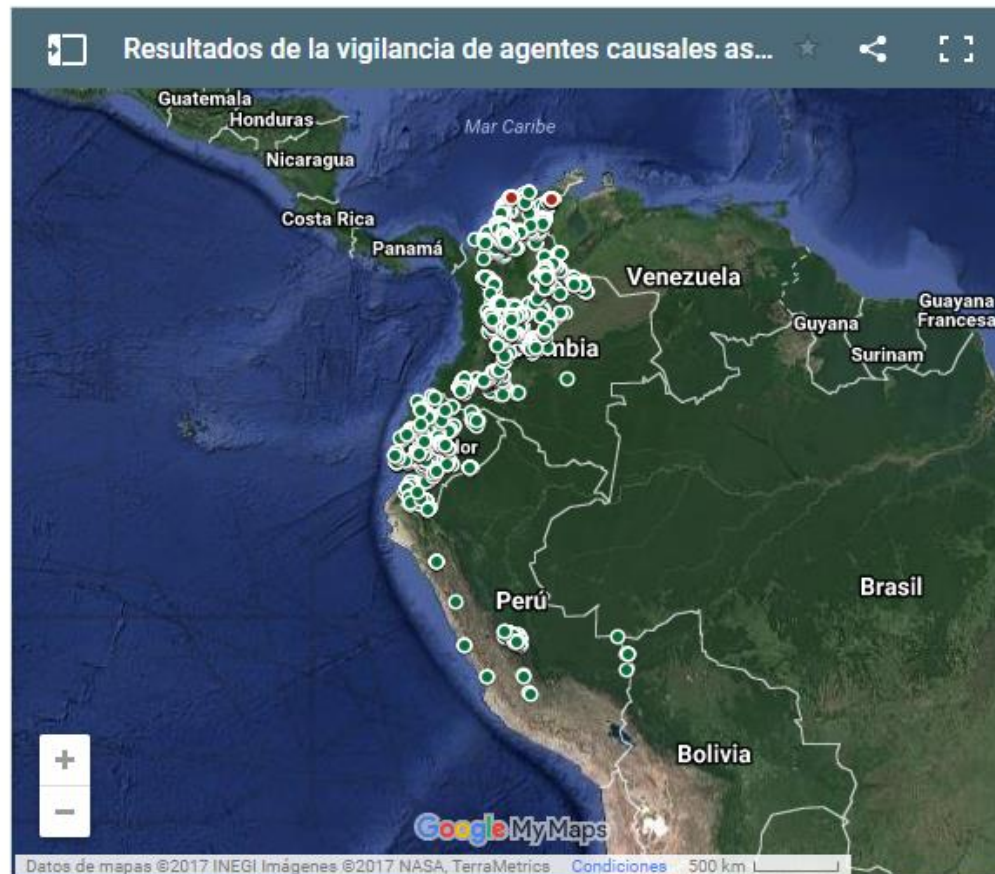 Resultados de la vigilancia de agentes causales as...
Guatemala
Honduras
Mar Caribe
Nicaragua
Costa Rica
Panamá
Venezuela
Guayana
Francesa
Guyana
Surinam
mbia
dor
Perú
Brasil
Bolivia
+
−
Google My Maps
Datos de mapas ©2017 INEGI Imágenes ©2017 NASA, TerraMetrics Condiciones 500 km